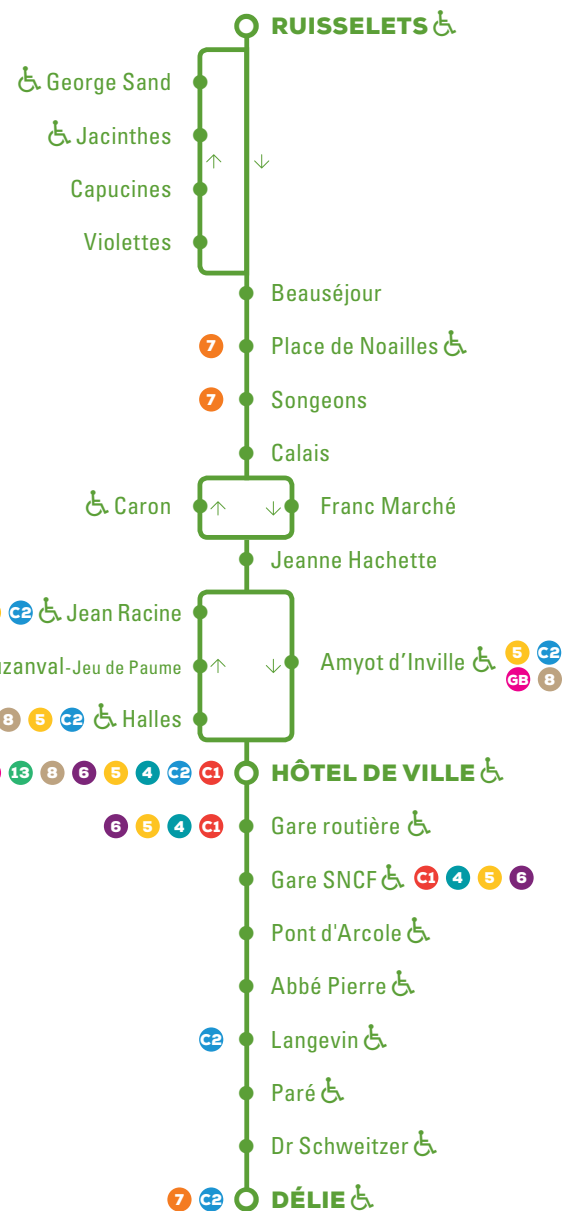 RUISSELETS
George Sand
Jacinthes
Capucines
Violettes
Beauséjour
7 Place de Noailles
7 Songeons
Calais
Caron Franc Marché
Jeanne Hachette
C2 Jean Racine
Jeu de Paume
Amyot d'Inville 5 C2
GB 8
8 5 C2 Halles
13 8 6 5 4 C2 C1 HÔTEL DE VILLE
6 5 4 C1 Gare routière
Gare SNCF C1 4 5 6
Pont d'Arcole
Abbé Pierre
C2 Langevin
Paré
Dr Schweitzer
7 C2 DÉLIE